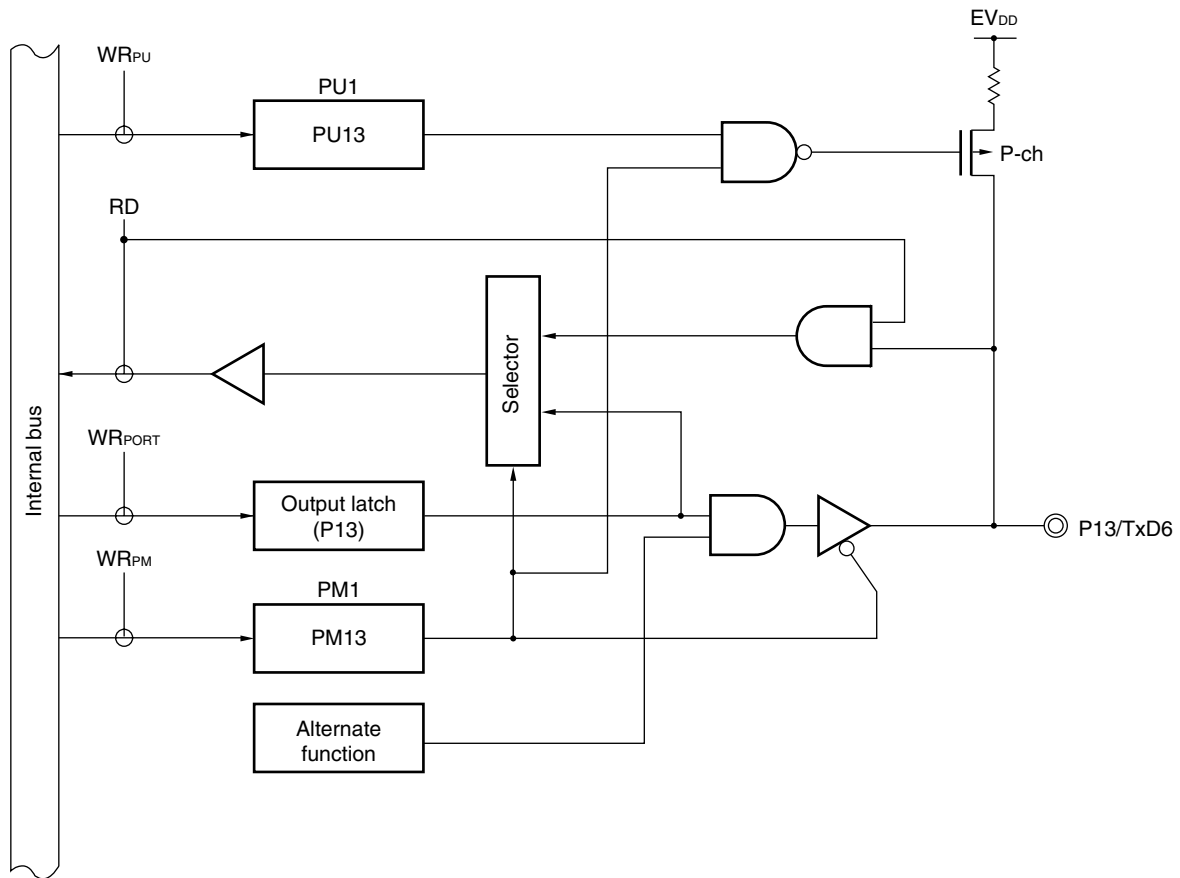 EVDD
WRPU
PU1
PU13
P-ch
RD
Selector
Internal bus
WRPORT
Output latch
(P13)
P13/TxD6
WRPM
PM1
PM13
Alternate
function